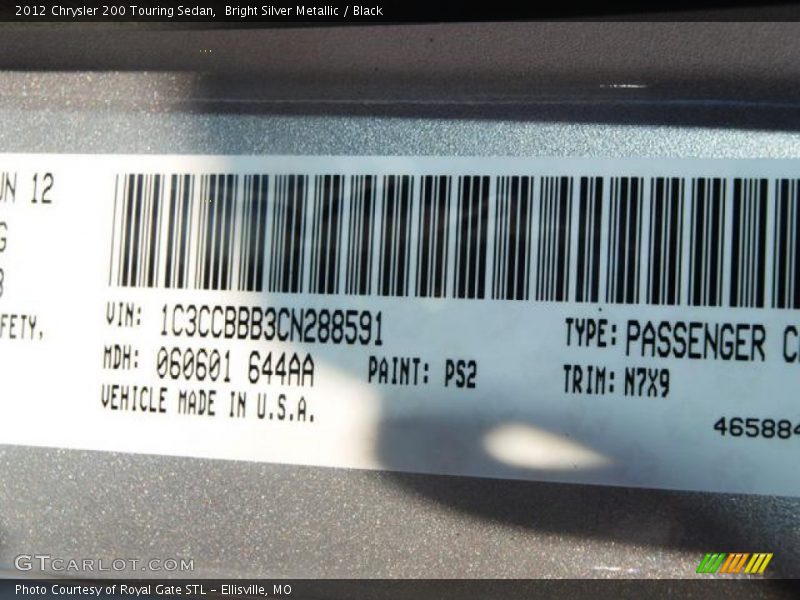 2012 Chrysler 200 Touring Sedan,  Bright Silver Metallic / Black
UN 12
G
FETY,
VIN: 1C3CCBBB3CN288591
TYPE: PASSENGER C
MDH: 060601 644AA
PAINT: PS2
TRIM: N7X9
VEHICLE MADE IN U.S.A.
465884
GTCARLOT.COM
Photo Courtesy of Royal Gate STL - Ellisville, MO